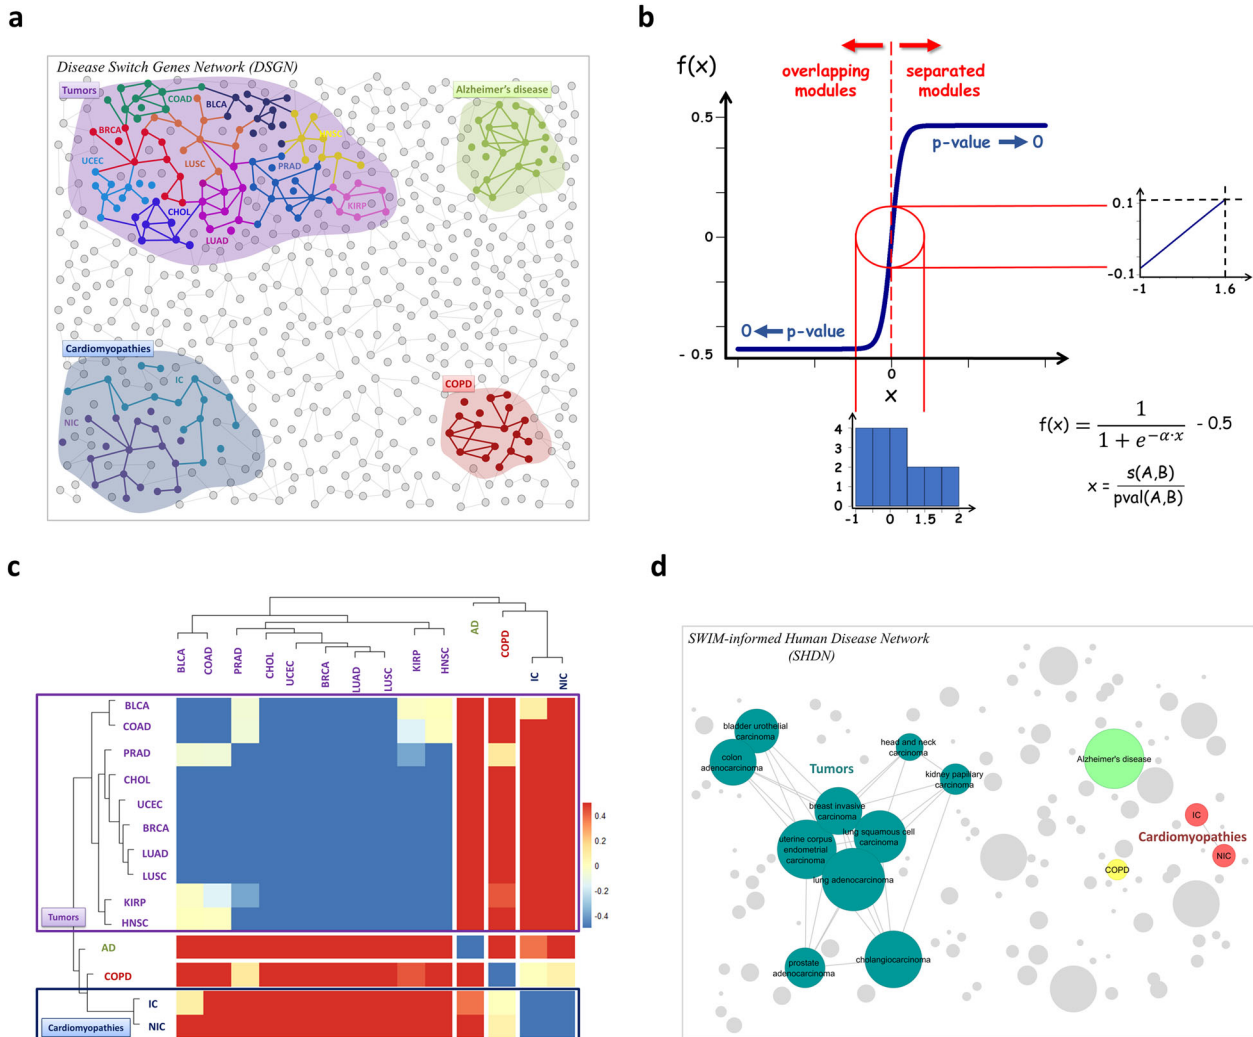 a
Disease Switch Genes Network (DSGN)
Tumors
COAD
BLCA
Alzheimer's disease
BRCA
HNSC
UCEC
LUSC
PRAD
CHOL
KIRP
LUAD
Cardiomyopathies
IC
COPD
NIC
b
f(x)
overlapping
modules
separated
modules
0.5
p-value 0
0
0 p-value
- 0.5
0
x
0.1
-0.1
-1 1.6
4
3
2
1
0
-1 0 1.5 2
f(x) = 1 / 1 + e^-α·x - 0.5
x = s(A,B) / pval(A,B)
c
BLCA
COAD
PRAD
CHOL
UCEC
BRCA
LUAD
LUSC
KIRP
HNSC
AD
COPD
IC
NIC
BLCA
COAD
PRAD
CHOL
UCEC
BRCA
LUAD
LUSC
KIRP
HNSC
Tumors
AD
COPD
IC
NIC
Cardiomyopathies
0.4
0.2
0
-0.2
-0.4
d
SWIM-informed Human Disease Network
(SHDN)
bladder urothelial
carcinoma
colon
adenocarcinoma
Tumors
head and neck
carcinoma
kidney papillary
carcinoma
breast invasive
carcinoma
uterine corpus
endometrial
carcinoma
lung squamous cell
carcinoma
lung adenocarcinoma
prostate
adenocarcinoma
cholangiocarcinoma
Alzheimer's disease
IC
Cardiomyopathies
NIC
COPD